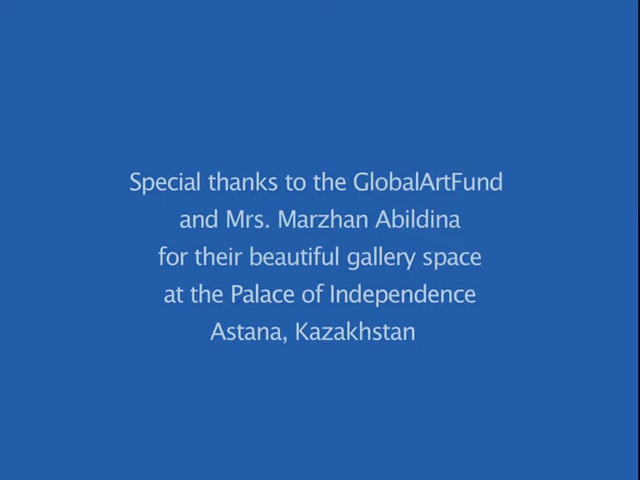 Special thanks to the GlobalArtFund
and Mrs. Marzhan Abildina
for their beautiful gallery space
at the Palace of Independence
Astana, Kazakhstan